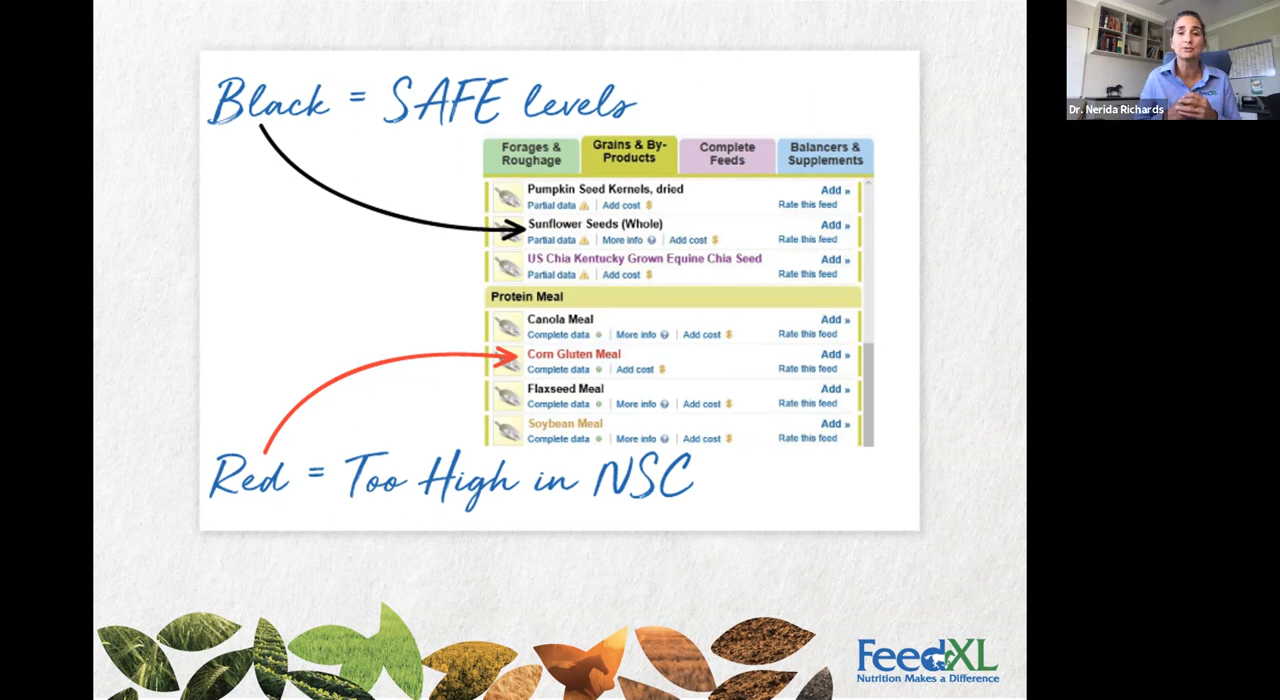 Dr. Nerida Richards
Black = SAFE levels
Forages & Roughage
Grains & By-Products
Complete Feeds
Balancers & Supplements
Pumpkin Seed Kernels, dried Add »
Partial data | Add cost $ Rate this feed
Sunflower Seeds (Whole) Add »
Partial data | More info | Add cost $ Rate this feed
US Chia Kentucky Grown Equine Chia Seed Add »
Partial data | Add cost $ Rate this feed
Protein Meal
Canola Meal Add »
Complete data | More info | Add cost $ Rate this feed
Corn Gluten Meal Add »
Complete data | Add cost $ Rate this feed
Flaxseed Meal Add »
Complete data | More info | Add cost $ Rate this feed
Soybean Meal Add »
Complete data | More info | Add cost $ Rate this feed
Red = Too High in NSC
FeedXL
Nutrition Makes a Difference